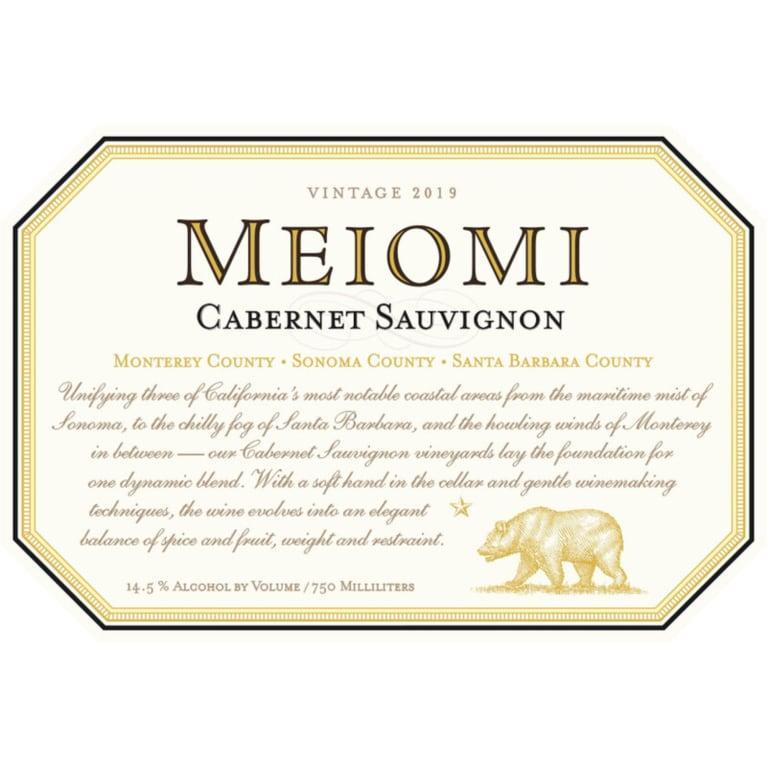 VINTAGE 2019
MEIOMI
CABERNET SAUVIGNON
MONTEREY COUNTY • SONOMA COUNTY • SANTA BARBARA COUNTY
Unifying three of California's most notable coastal areas from the maritime mist of
Sonoma, to the chilly fog of Santa Barbara, and the howling winds of Monterey
in between — our Cabernet Sauvignon vineyards lay the foundation for
one dynamic blend. With a soft hand in the cellar and gentle winemaking
techniques, the wine evolves into an elegant
balance of spice and fruit, weight and restraint.
14.5 % ALCOHOL BY VOLUME / 750 MILLILITERS